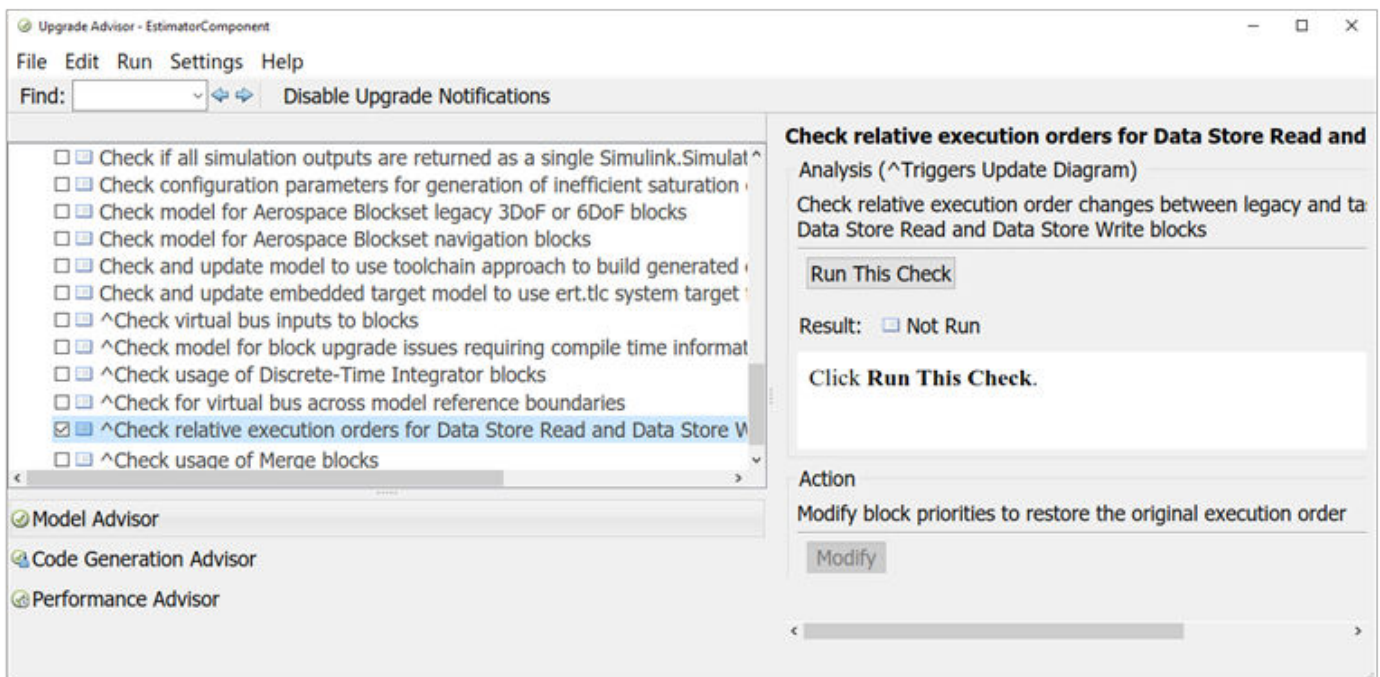 Upgrade Advisor - EstimatorComponent
File Edit Run Settings Help
Find:
Disable Upgrade Notifications
Check if all simulation outputs are returned as a single Simulink.Simulat
Check configuration parameters for generation of inefficient saturation
Check model for Aerospace Blockset legacy 3DoF or 6DoF blocks
Check model for Aerospace Blockset navigation blocks
Check and update model to use toolchain approach to build generated
Check and update embedded target model to use ert.tlc system target
^Check virtual bus inputs to blocks
^Check model for block upgrade issues requiring compile time informat
^Check usage of Discrete-Time Integrator blocks
^Check for virtual bus across model reference boundaries
^Check relative execution orders for Data Store Read and Data Store W
^Check usage of Merge blocks
Model Advisor
Code Generation Advisor
Performance Advisor
Check relative execution orders for Data Store Read and
Analysis (^Triggers Update Diagram)
Check relative execution order changes between legacy and ta
Data Store Read and Data Store Write blocks
Run This Check
Result: Not Run
Click Run This Check.
Action
Modify block priorities to restore the original execution order
Modify